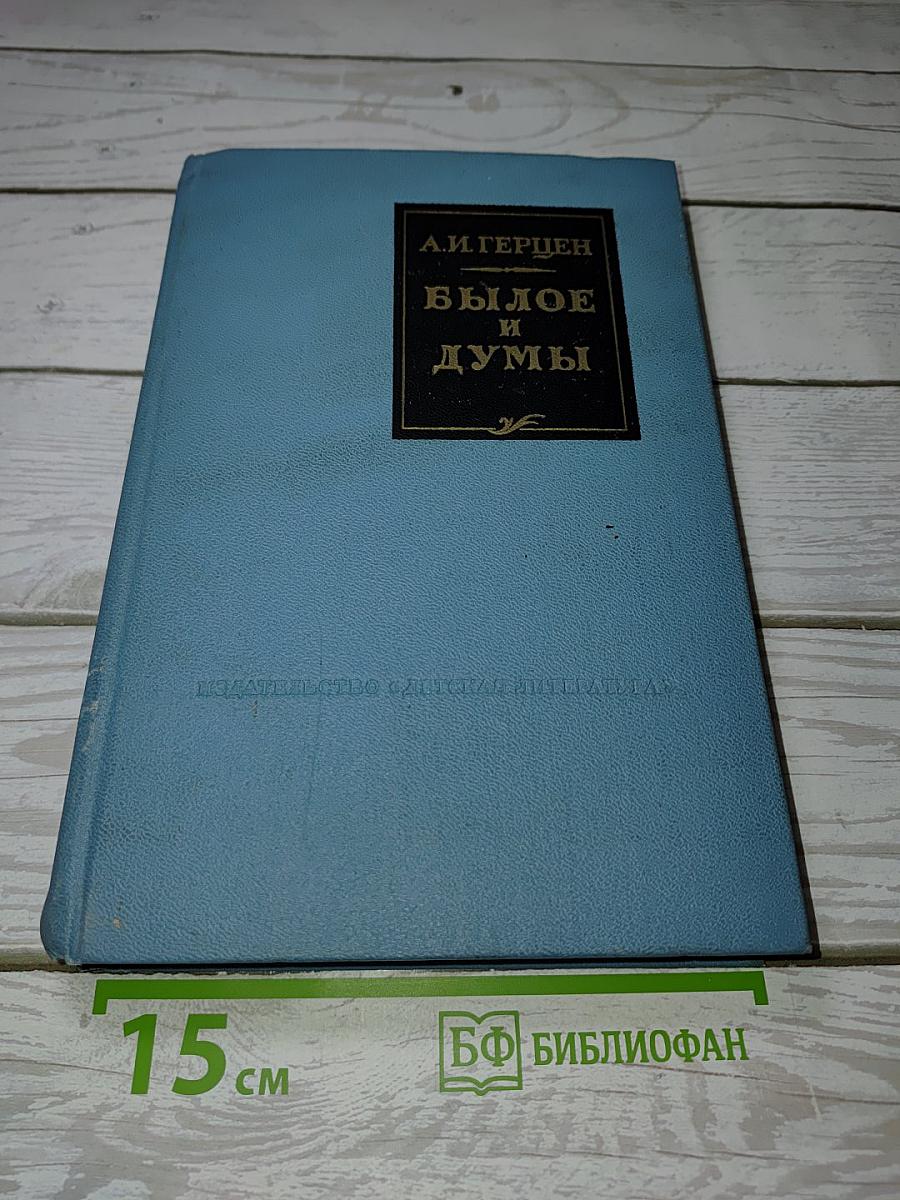 А.И.ГЕРЦЕН
БЫЛОЕ
И
ДУМЫ
ИЗДАТЕЛЬСТВО «ДЕТСКАЯ ЛИТЕРАТУРА»
15 см
БФ БИБЛИОФАН